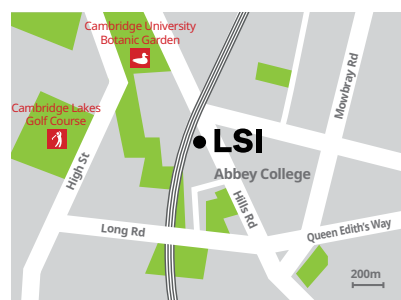 Cambridge University
Botanic Garden
Mowbray Rd
Cambridge Lakes
Golf Course
LSI
High St
Abbey College
Hills Rd
Long Rd
Queen Edith's Way
200m